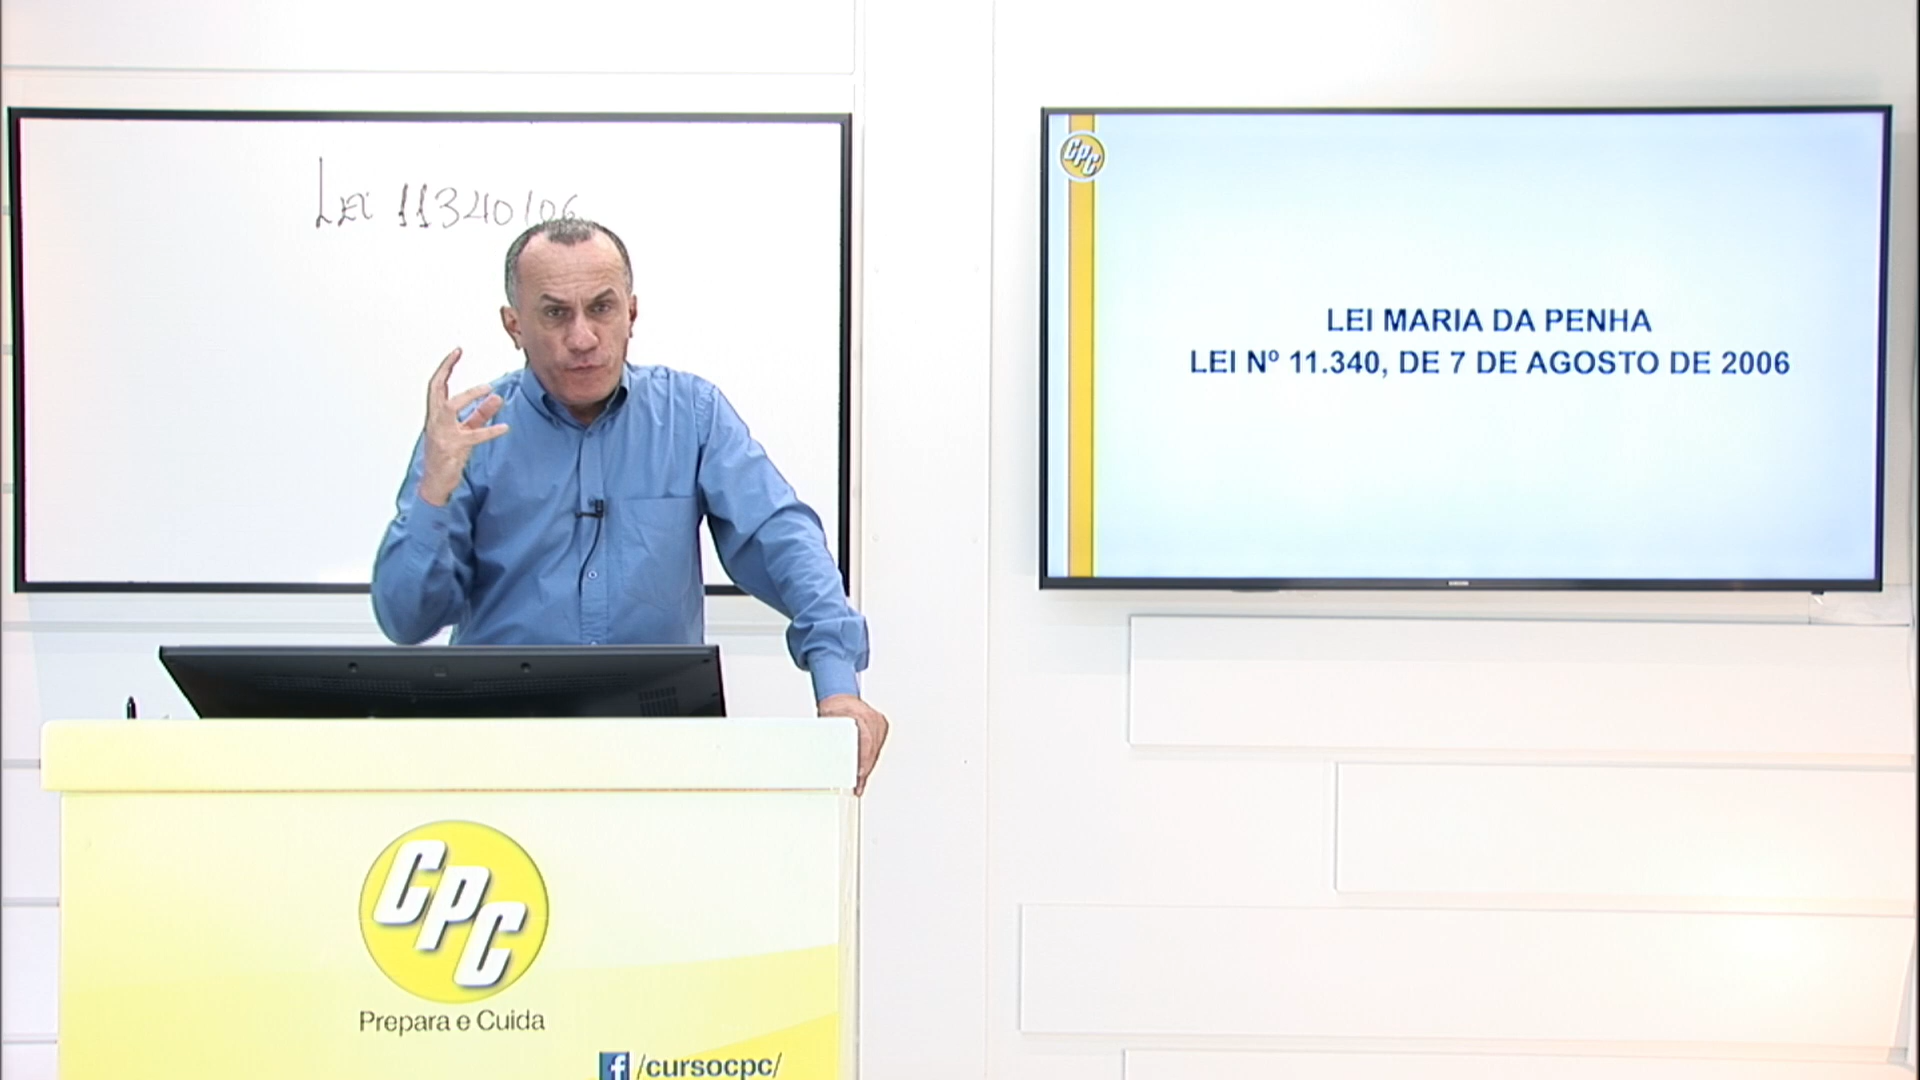 LEI 11340/06
CPC
LEI MARIA DA PENHA
LEI Nº 11.340, DE 7 DE AGOSTO DE 2006
CPC
Prepara e Cuida
f /cursocpc/